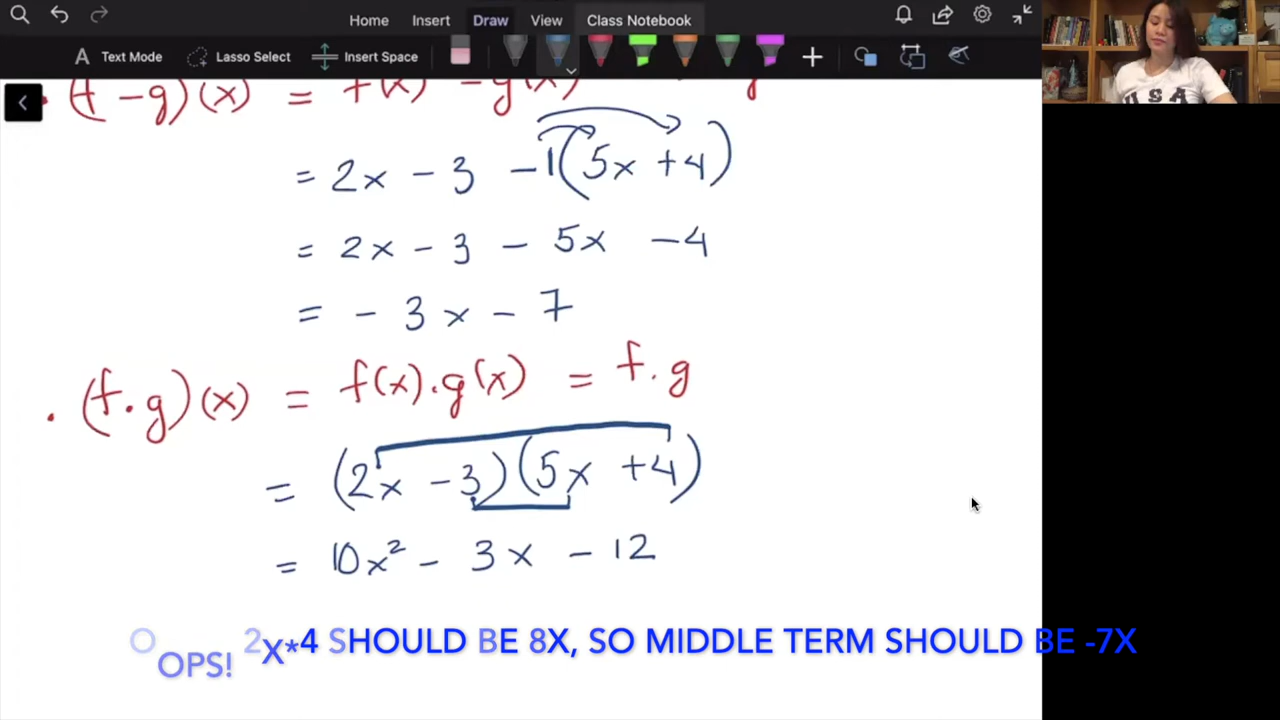 Home Insert Draw View Class Notebook
Text Mode Lasso Select Insert Space
· (f - g)(x) = f(x) - g(x)
= 2x - 3 - 1(5x + 4)
= 2x - 3 - 5x - 4
= - 3x - 7
· (f·g)(x) = f(x)·g(x) = f·g
= (2x - 3)(5x + 4)
= 10x² - 3x - 12
OOPS! 2X*4 SHOULD BE 8X, SO MIDDLE TERM SHOULD BE -7X
USA